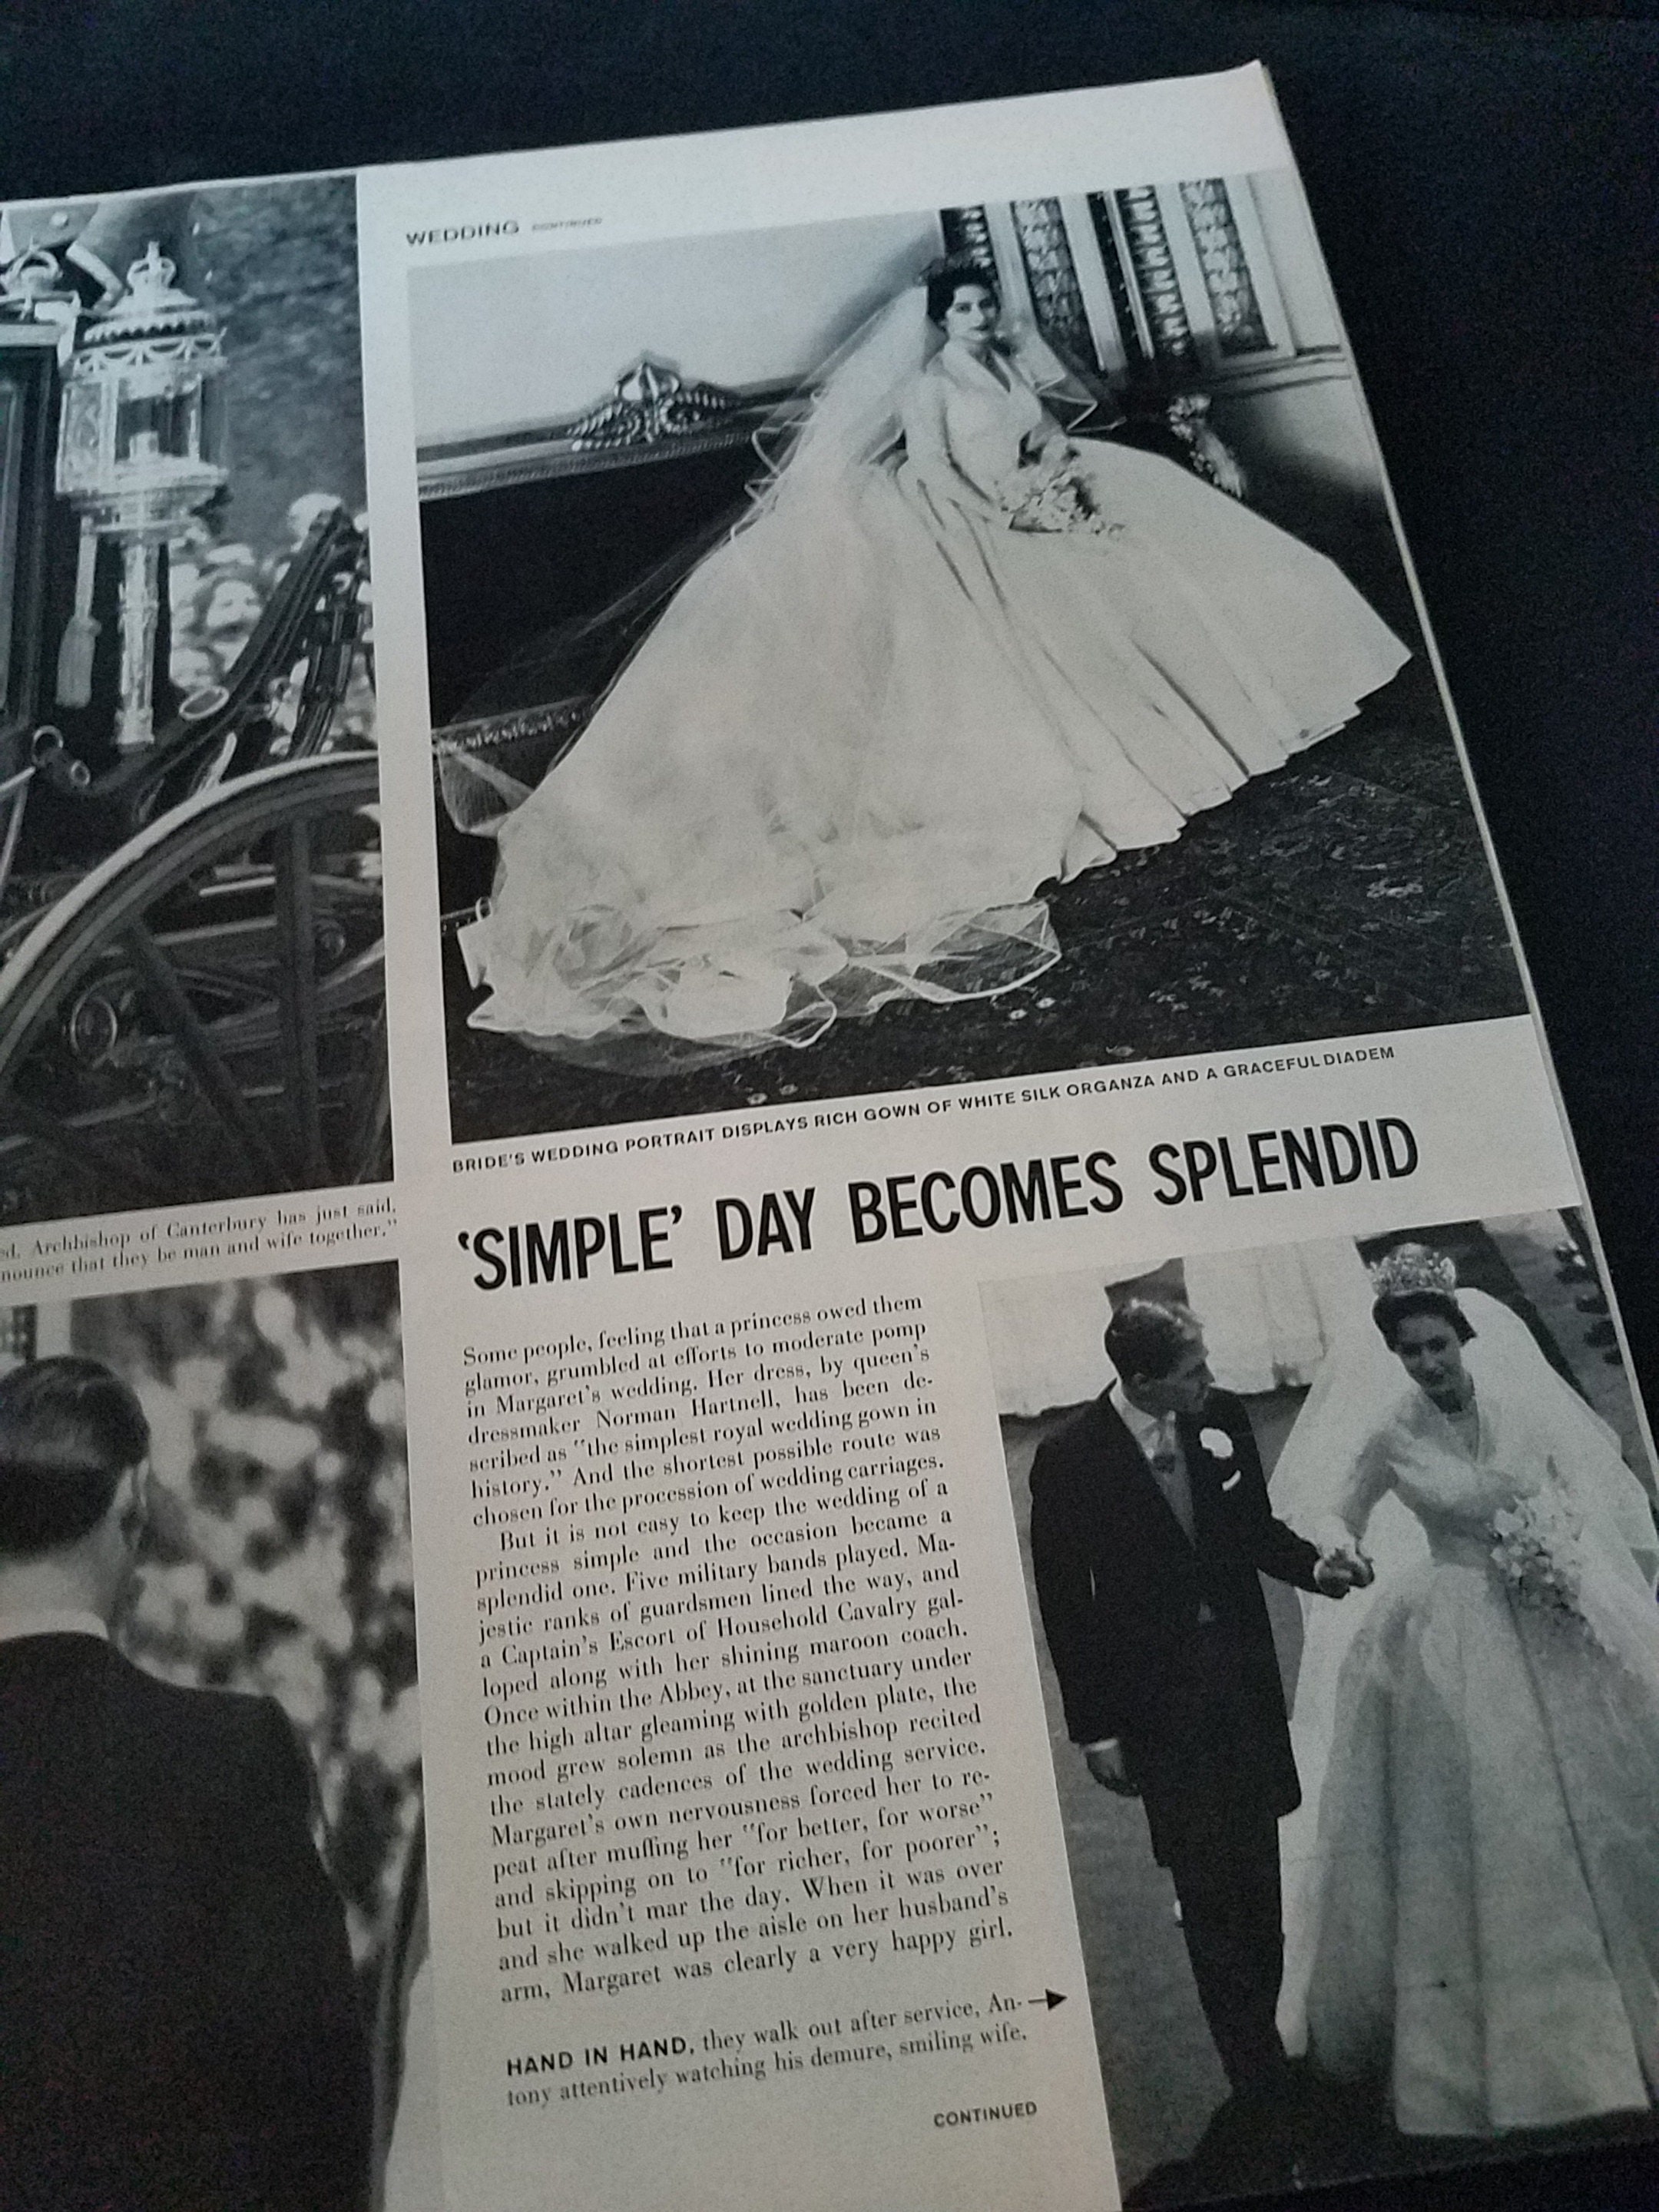 sd, Archbishop of Canterbury has just said,
nounce that they be man and wife together.”
WEDDING CONTINUED
BRIDE'S WEDDING PORTRAIT DISPLAYS RICH GOWN OF WHITE SILK ORGANZA AND A GRACEFUL DIADEM
‘SIMPLE’ DAY BECOMES SPLENDID
Some people, feeling that a princess owed them
glamor, grumbled at efforts to moderate pomp
in Margaret's wedding. Her dress, by queen's
dressmaker Norman Hartnell, has been de-
scribed as “the simplest royal wedding gown in
history.” And the shortest possible route was
chosen for the procession of wedding carriages.
But it is not easy to keep the wedding of a
princess simple and the occasion became a
splendid one. Five military bands played. Ma-
jestic ranks of guardsmen lined the way, and
a Captain's Escort of Household Cavalry gal-
loped along with her shining maroon coach.
Once within the Abbey, at the sanctuary under
the high altar gleaming with golden plate, the
mood grew solemn as the archbishop recited
the stately cadences of the wedding service.
Margaret's own nervousness forced her to re-
peat after muffing her “for better, for worse”
and skipping on to “for richer, for poorer”;
but it didn't mar the day. When it was over
and she walked up the aisle on her husband's
arm, Margaret was clearly a very happy girl.
HAND IN HAND, they walk out after service, An-
tony attentively watching his demure, smiling wife.
CONTINUED